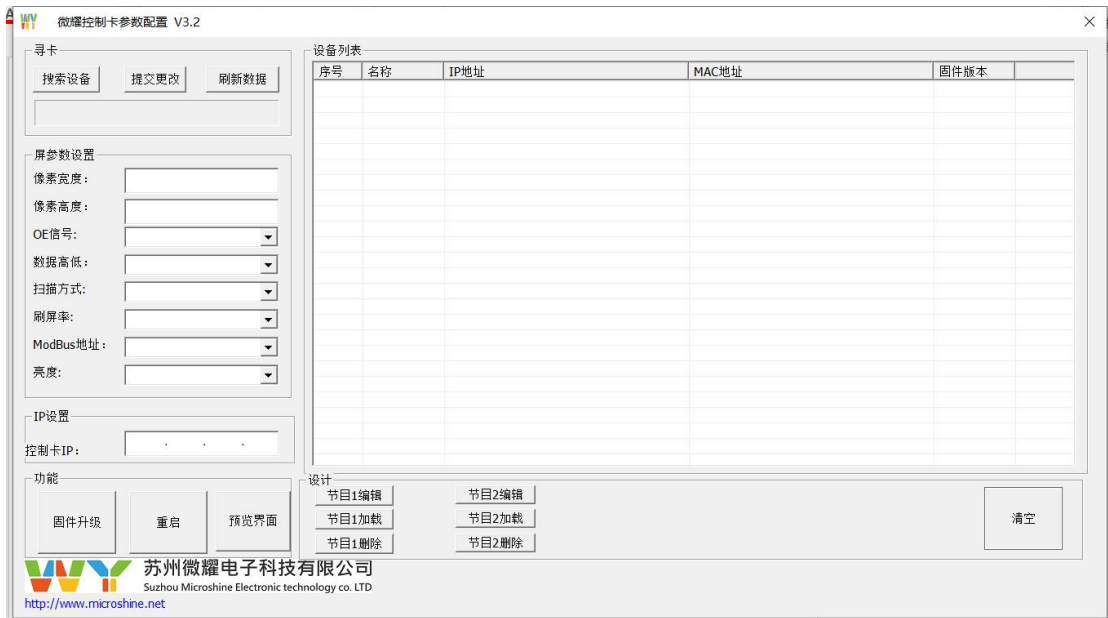 微耀控制卡参数配置 V3.2
寻卡
搜索设备 提交更改 刷新数据
屏参数设置
像素宽度：
像素高度：
OE信号:
数据高低：
扫描方式:
刷屏率:
ModBus地址：
亮度:
IP设置
控制卡IP： . . .
功能
固件升级 重启 预览界面
设备列表
序号 名称 IP地址 MAC地址 固件版本
设计
节目1编辑 节目2编辑
节目1加载 节目2加载
节目1删除 节目2删除
清空
WY 苏州微耀电子科技有限公司
Suzhou Microshine Electronic technology co. LTD
http://www.microshine.net